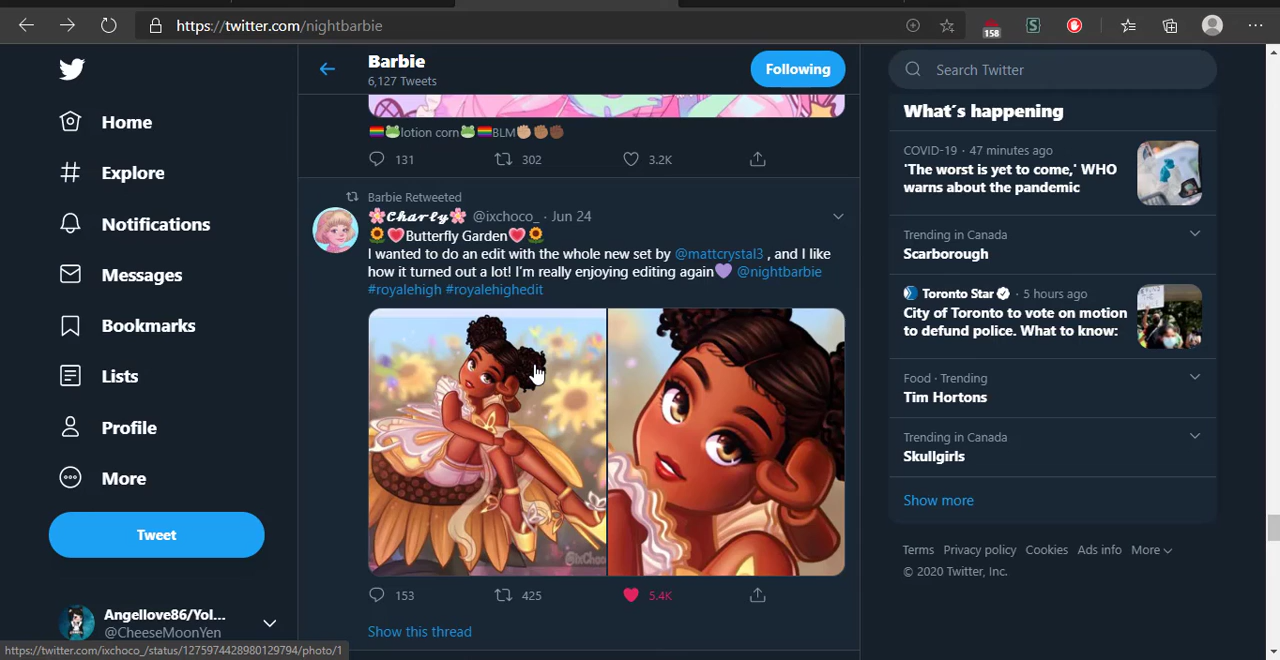 https://twitter.com/nightbarbie
158
Home
Explore
Notifications
Messages
Bookmarks
Lists
Profile
More
Tweet
Angellove86/Yol...
@CheeseMoonYen
https://twitter.com/ixchoco_/status/1275974428980129794/photo/1
Barbie
6,127 Tweets
Following
🏳️‍🌈🐸lotion corn🐸🏳️‍🌈BLM✊🏼✊🏽✊🏾
131 302 3.2K
Barbie Retweeted
🌸𝓒𝓱𝓪𝓻𝓵𝔂🌸 @ixchoco_ · Jun 24
🌻💗Butterfly Garden💗🌻
I wanted to do an edit with the whole new set by @mattcrystal3 , and I like
how it turned out a lot! I'm really enjoying editing again💜 @nightbarbie
#royalehigh #royalehighedit
153 425 5.4K
Show this thread
Search Twitter
What's happening
COVID-19 · 47 minutes ago
'The worst is yet to come,' WHO
warns about the pandemic
Trending in Canada
Scarborough
Toronto Star · 5 hours ago
City of Toronto to vote on motion
to defund police. What to know:
Food · Trending
Tim Hortons
Trending in Canada
Skullgirls
Show more
Terms Privacy policy Cookies Ads info More
© 2020 Twitter, Inc.